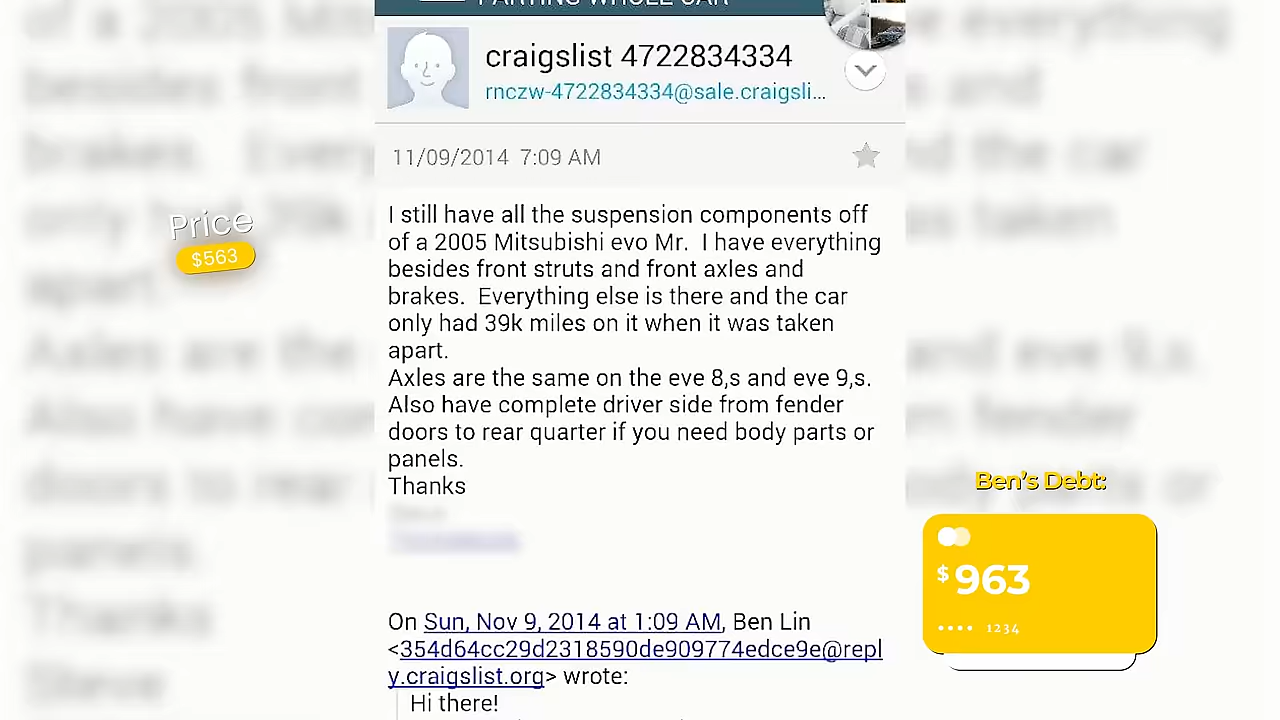 PARTING WHOLE CAR
craigslist 4722834334
rnczw-4722834334@sale.craigsli...
11/09/2014 7:09 AM
I still have all the suspension components off
of a 2005 Mitsubishi evo Mr. I have everything
besides front struts and front axles and
brakes. Everything else is there and the car
only had 39k miles on it when it was taken
apart.
Axles are the same on the eve 8,s and eve 9,s.
Also have complete driver side from fender
doors to rear quarter if you need body parts or
panels.
Thanks
On Sun, Nov 9, 2014 at 1:09 AM, Ben Lin
<354d64cc29d2318590de909774edce9e@repl
y.craigslist.org> wrote:
Hi there!
Price
$563
Ben's Debt:
$ 963
•••• 1234